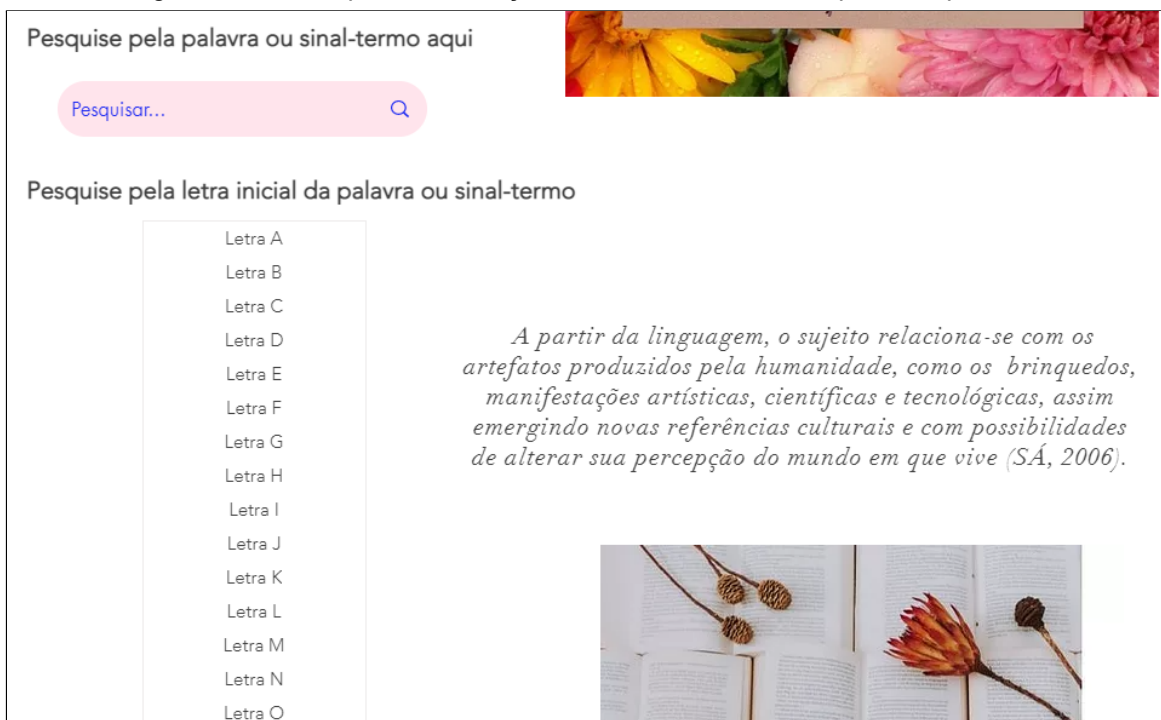 Pesquise pela palavra ou sinal-termo aqui
Pesquisar...
Pesquise pela letra inicial da palavra ou sinal-termo
Letra A
Letra B
Letra C
Letra D
Letra E
Letra F
Letra G
Letra H
Letra I
Letra J
Letra K
Letra L
Letra M
Letra N
Letra O
A partir da linguagem, o sujeito relaciona-se com os
artefatos produzidos pela humanidade, como os brinquedos,
manifestações artísticas, científicas e tecnológicas, assim
emergindo novas referências culturais e com possibilidades
de alterar sua percepção do mundo em que vive (SÁ, 2006).